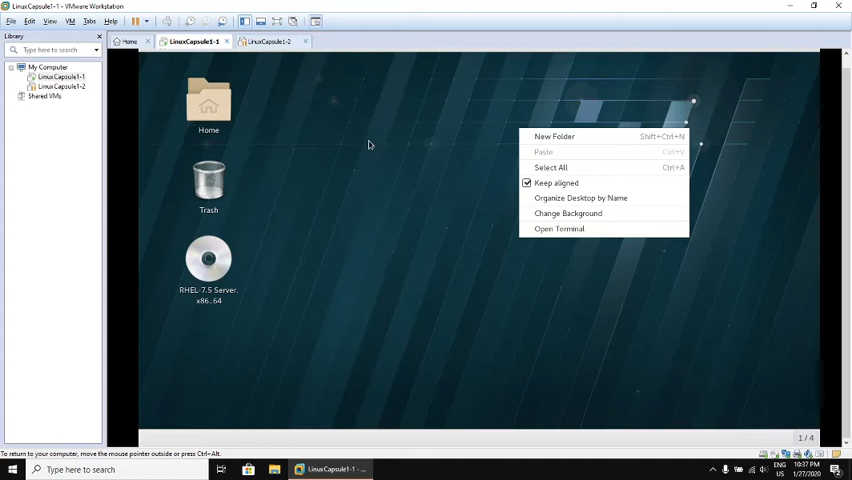 LinuxCapsule1-1 - VMware Workstation
File Edit View VM Tabs Help
Library
Type here to search
My Computer
LinuxCapsule1-1
LinuxCapsule1-2
Shared VMs
Home LinuxCapsule1-1 LinuxCapsule1-2
Home
Trash
RHEL-7.5 Server.
x86_64
New Folder Shift+Ctrl+N
Paste Ctrl+V
Select All Ctrl+A
Keep aligned
Organize Desktop by Name
Change Background
Open Terminal
1 / 4
To return to your computer, move the mouse pointer outside or press Ctrl+Alt.
Type here to search
LinuxCapsule1-1 - ...
ENG
US
10:37 PM
1/27/2020
2